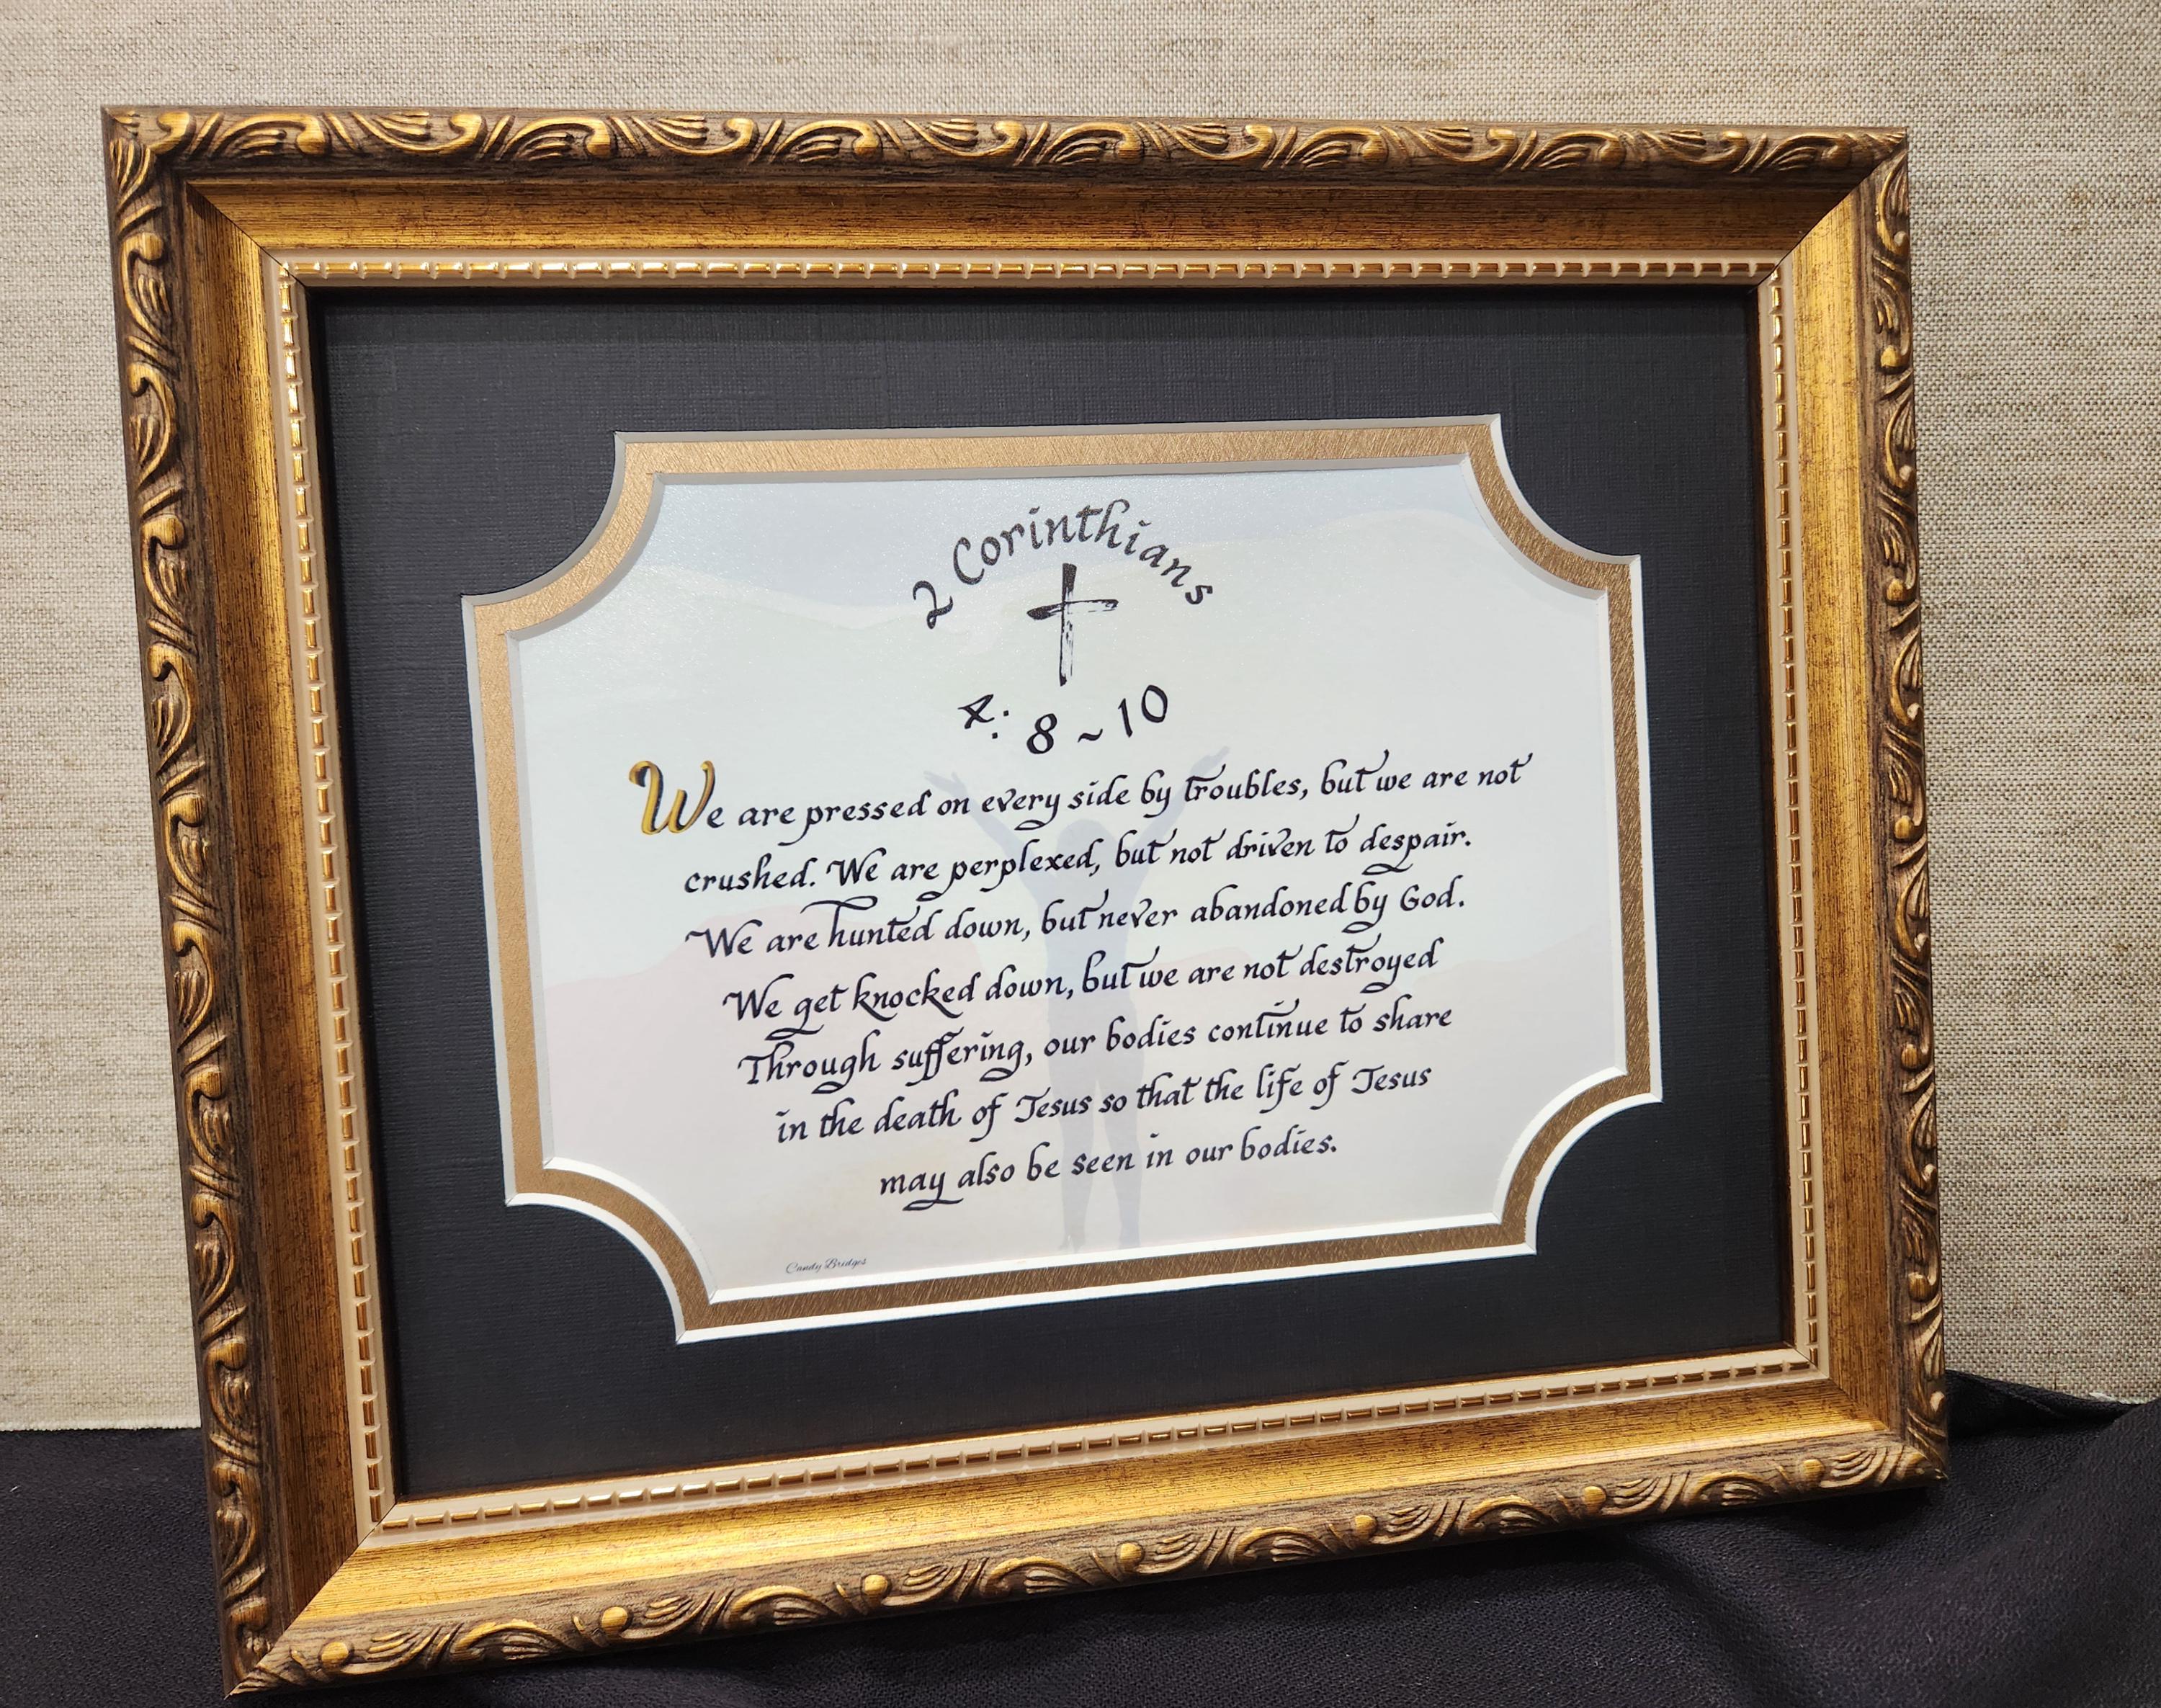 2 Corinthians
4:8~10
We are pressed on every side by troubles, but we are not
crushed. We are perplexed, but not driven to despair.
We are hunted down, but never abandoned by God.
We get knocked down, but we are not destroyed
Through suffering, our bodies continue to share
in the death of Jesus so that the life of Jesus
may also be seen in our bodies.
Candy Bridges